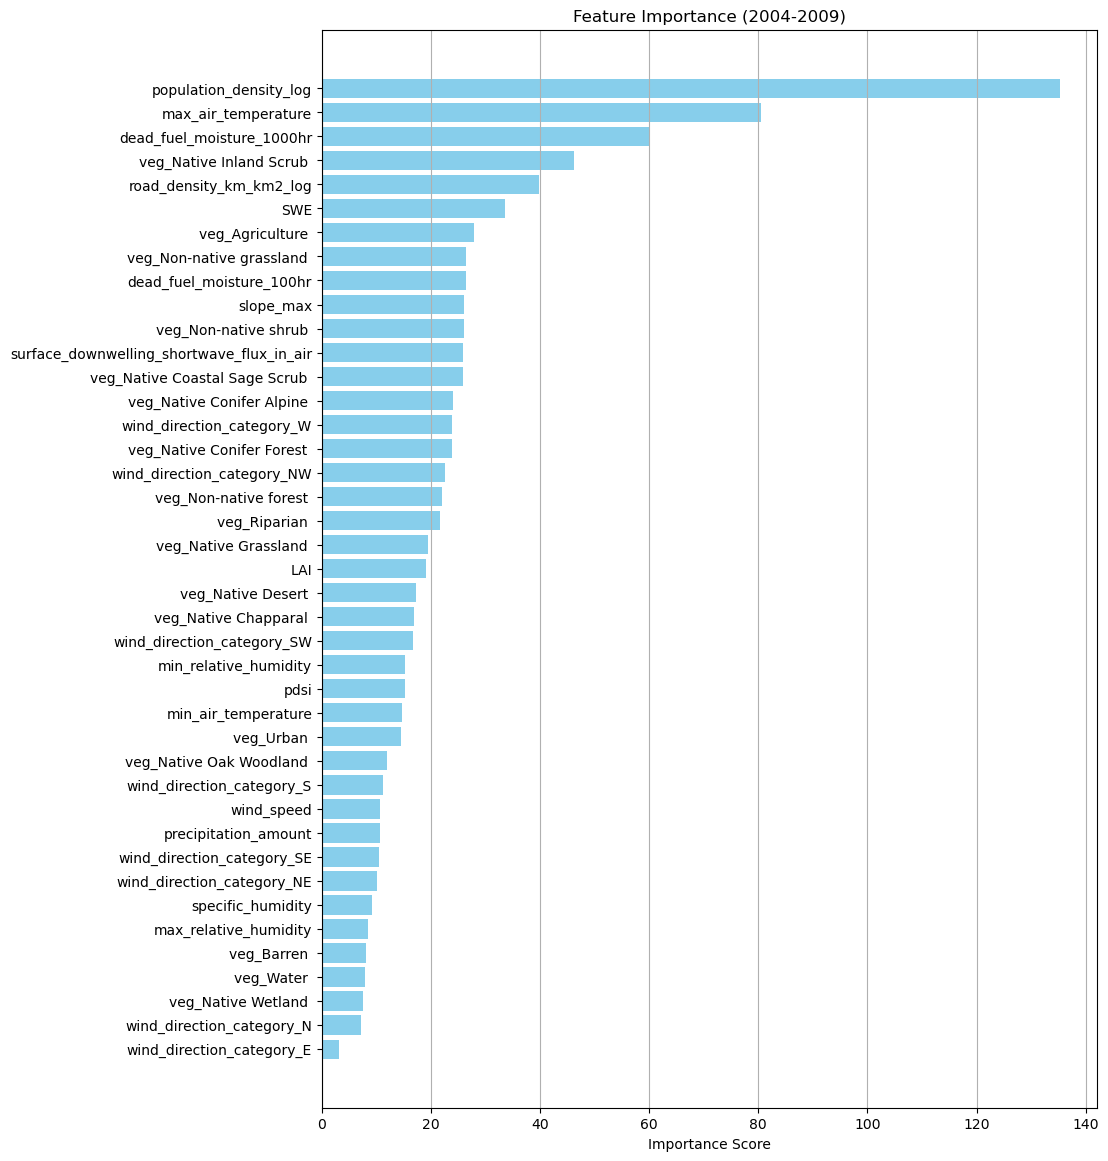 Feature Importance (2004-2009)
population_density_log
max_air_temperature
dead_fuel_moisture_1000hr
veg_Native Inland Scrub
road_density_km_km2_log
SWE
veg_Agriculture
veg_Non-native grassland
dead_fuel_moisture_100hr
slope_max
veg_Non-native shrub
surface_downwelling_shortwave_flux_in_air
veg_Native Coastal Sage Scrub
veg_Native Conifer Alpine
wind_direction_category_W
veg_Native Conifer Forest
wind_direction_category_NW
veg_Non-native forest
veg_Riparian
veg_Native Grassland
LAI
veg_Native Desert
veg_Native Chapparal
wind_direction_category_SW
min_relative_humidity
pdsi
min_air_temperature
veg_Urban
veg_Native Oak Woodland
wind_direction_category_S
wind_speed
precipitation_amount
wind_direction_category_SE
wind_direction_category_NE
specific_humidity
max_relative_humidity
veg_Barren
veg_Water
veg_Native Wetland
wind_direction_category_N
wind_direction_category_E
0 20 40 60 80 100 120 140
Importance Score